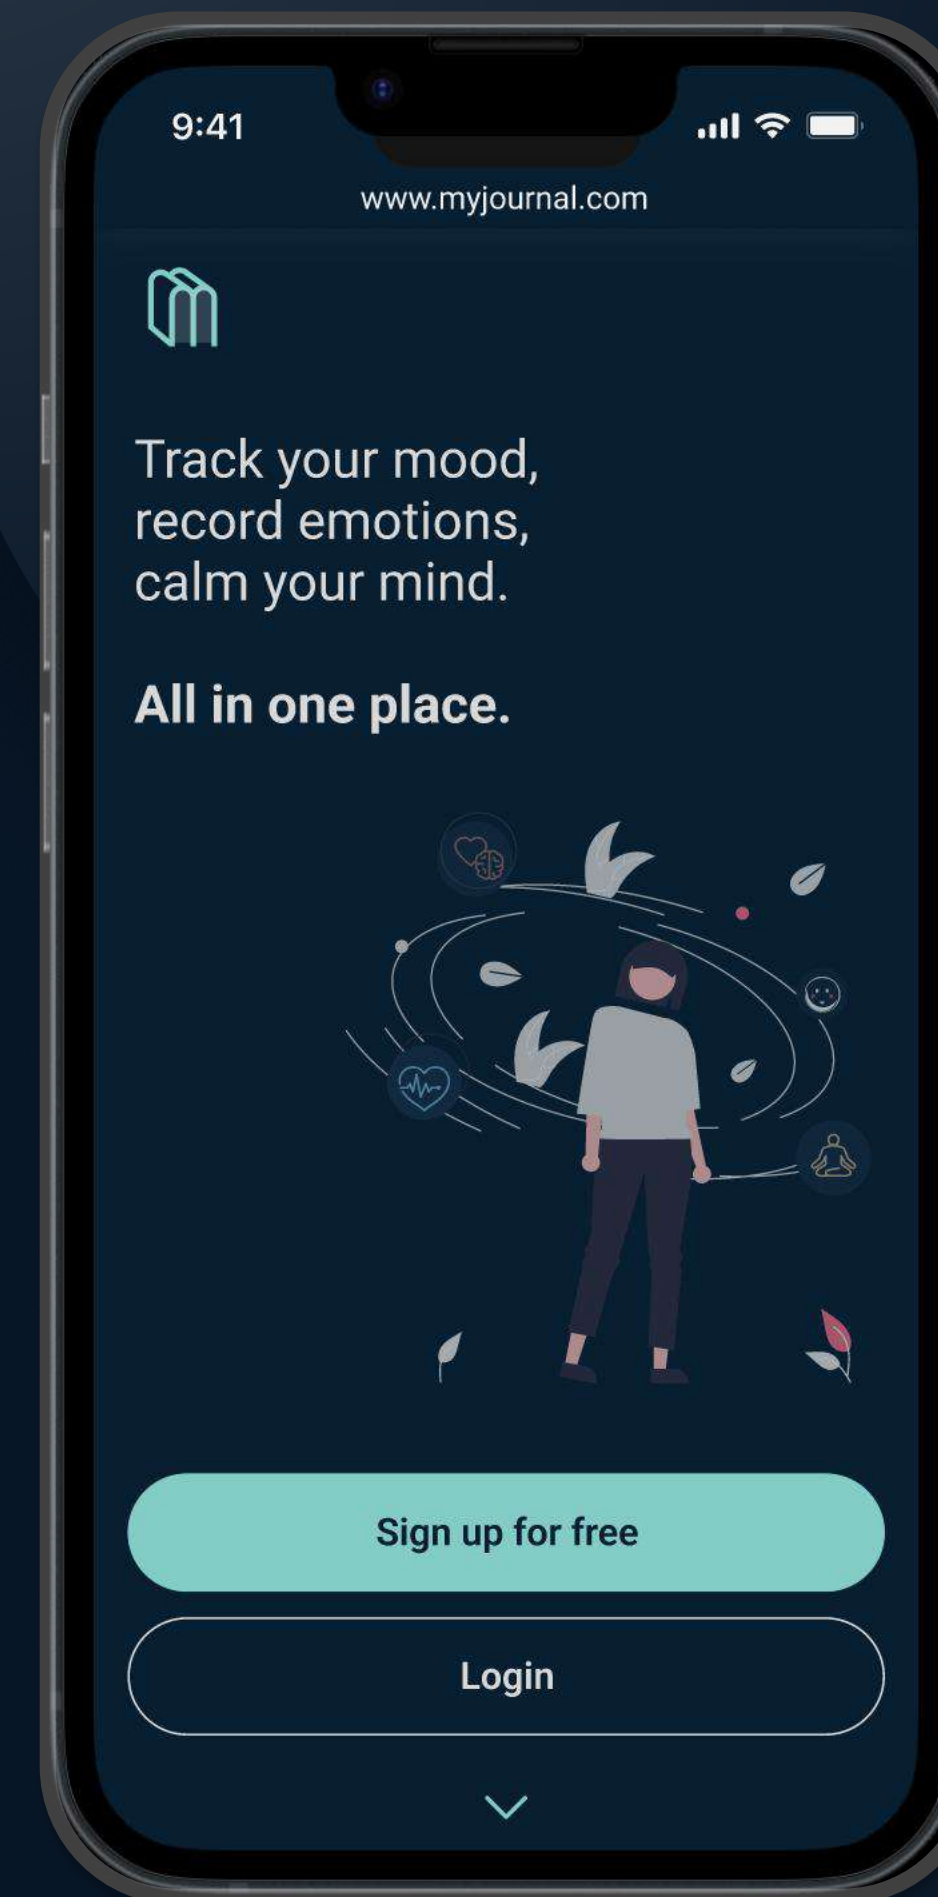 9:41
www.myjournal.com
Track your mood,
record emotions,
calm your mind.
All in one place.
Sign up for free
Login